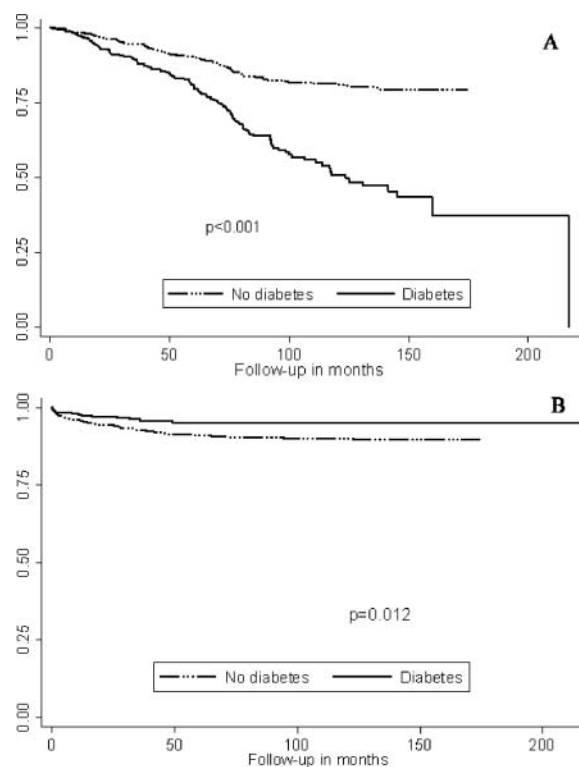 A
1.00
0.75
0.50
0.25
0.00
p<0.001
No diabetes Diabetes
0 50 100 150 200
Follow-up in months
B
1.00
0.75
0.50
0.25
0.00
p=0.012
No diabetes Diabetes
0 50 100 150 200
Follow-up in months